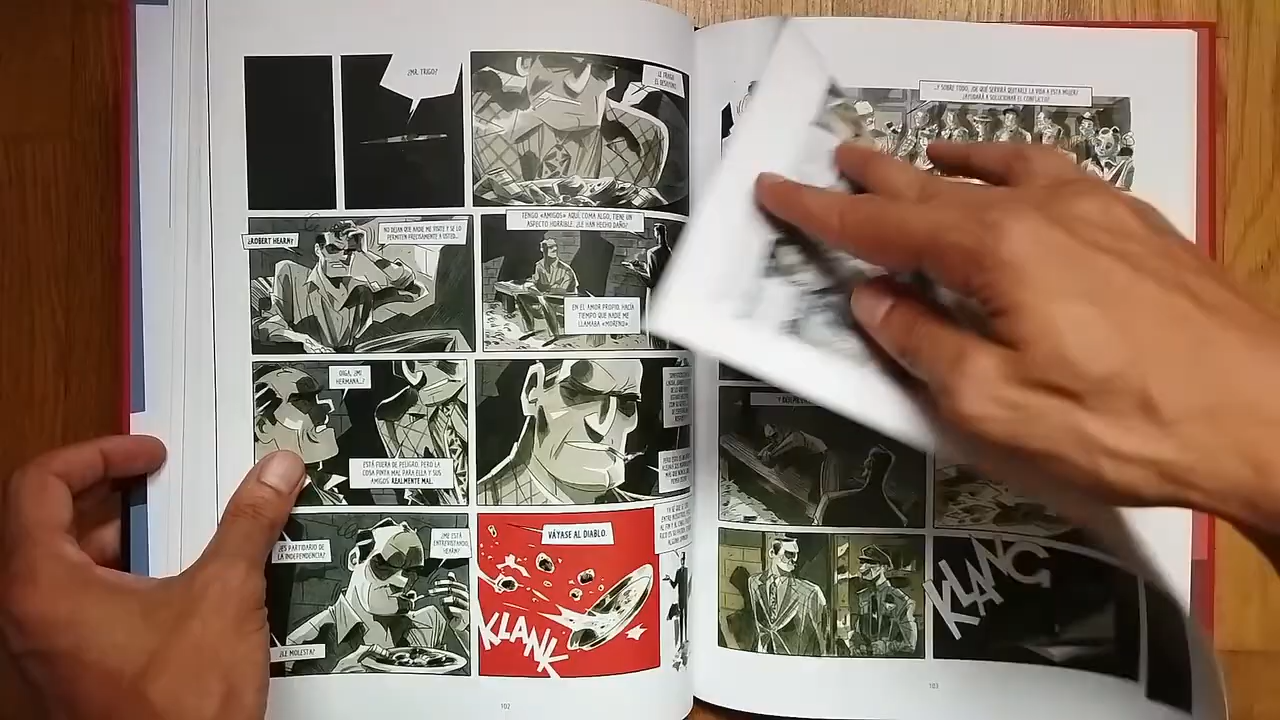 ¿MR. TRIGO?
LE TRAIGO
EL DESAYUNO.
¿ROBERT HEARN?
NO DEJAN QUE NADIE ME VISITE Y SE LO
PERMITEN PRECISAMENTE A USTED...
TENGO «AMIGOS» AQUÍ. COMA ALGO, TIENE UN
ASPECTO HORRIBLE. ¿LE HAN HECHO DAÑO?
EN EL AMOR PROPIO. HACÍA
TIEMPO QUE NADIE ME
LLAMABA «MORENO».
OIGA, ¿MI
HERMANA...?
ESTÁ FUERA DE PELIGRO. PERO LA
COSA PINTA MAL PARA ELLA Y SUS
AMIGOS. REALMENTE MAL.
¿ES PARTIDARIO DE
LA INDEPENDENCIA?
¿ME ESTÁ
ENTREVISTANDO,
HEARN?
¿LE MOLESTA?
VÁYASE AL DIABLO.
KLANK
102
...Y SOBRE TODO, ¿DE QUÉ SERVIRÁ QUITARLE LA VIDA A ESTA MUJER?
¿AYUDARÁ A SOLUCIONAR EL CONFLICTO?
KLANG
103